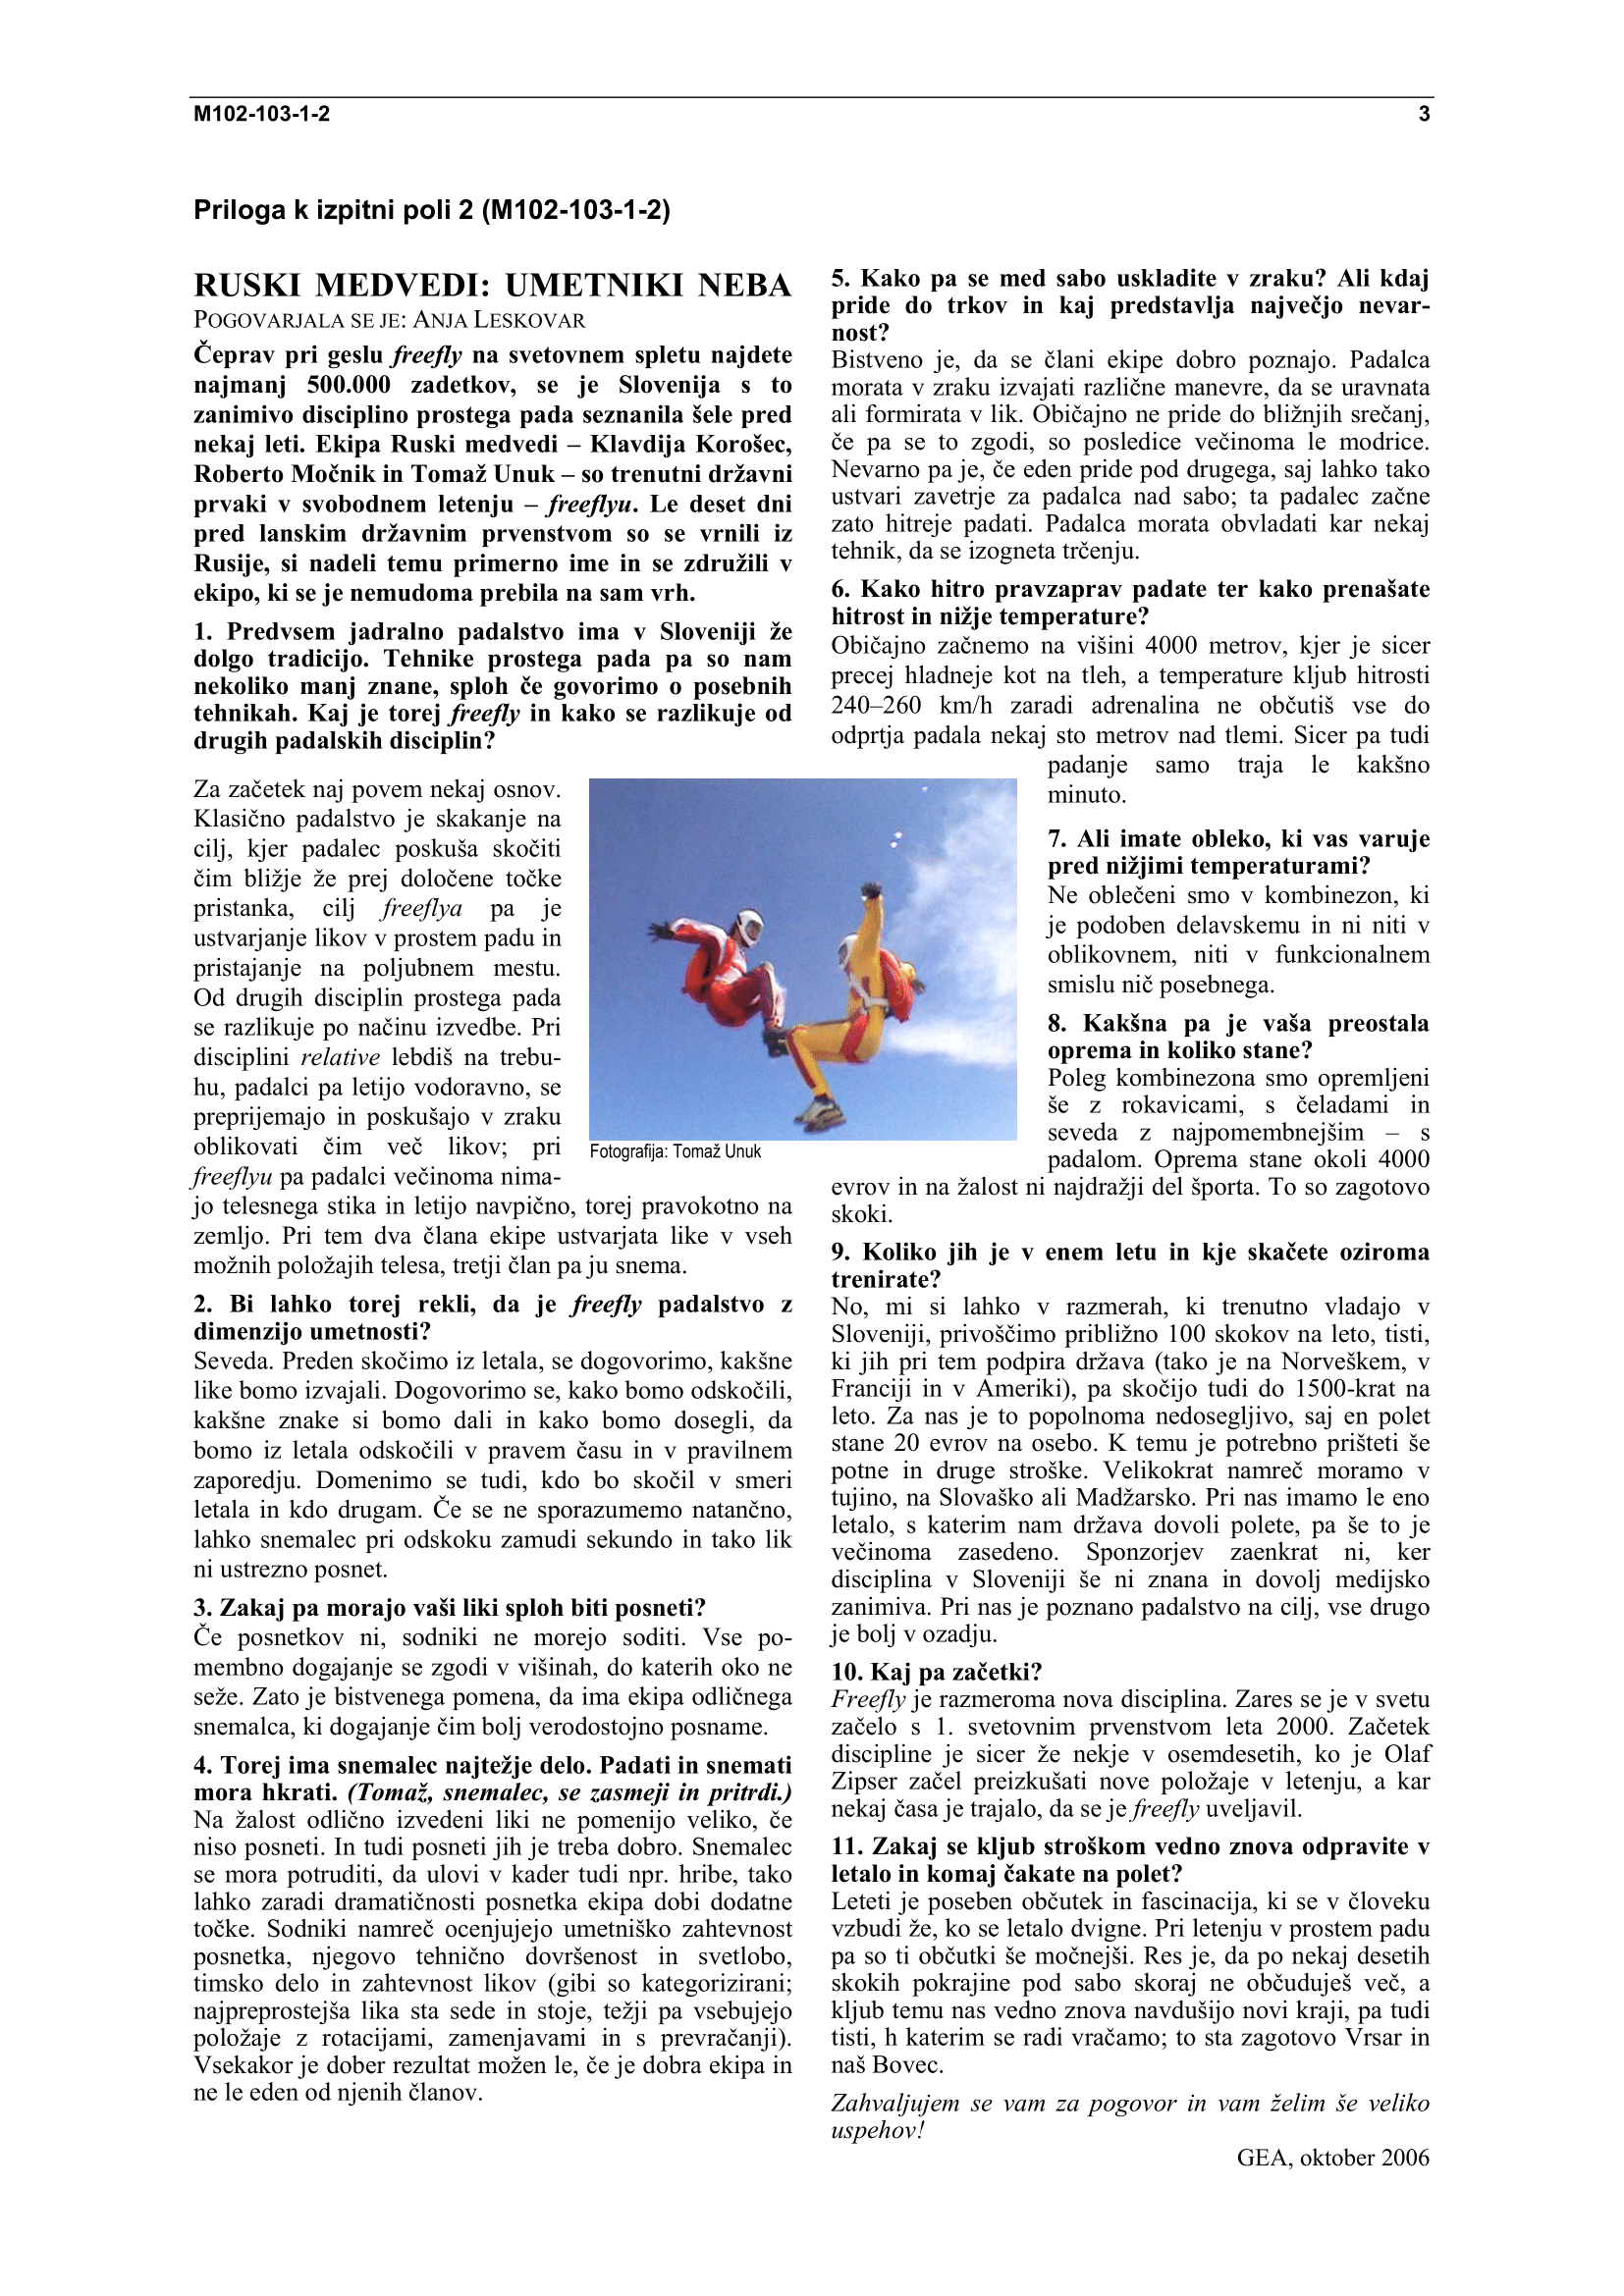 M102-103-1-2
3
Priloga k izpitni poli 2 (M102-103-1-2)
RUSKI MEDVEDI: UMETNIKI NEBA
POGOVARJALA SE JE: ANJA LESKOVAR
Čeprav pri geslu freefly na svetovnem spletu najdete
najmanj 500.000 zadetkov, se je Slovenija s to
zanimivo disciplino prostega pada seznanila šele pred
nekaj leti. Ekipa Ruski medvedi – Klavdija Korošec,
Roberto Močnik in Tomaž Unuk – so trenutni državni
prvaki v svobodnem letenju – freeflyu. Le deset dni
pred lanskim državnim prvenstvom so se vrnili iz
Rusije, si nadeli temu primerno ime in se združili v
ekipo, ki se je nemudoma prebila na sam vrh.
1. Predvsem jadralno padalstvo ima v Sloveniji že
dolgo tradicijo. Tehnike prostega pada pa so nam
nekoliko manj znane, sploh če govorimo o posebnih
tehnikah. Kaj je torej freefly in kako se razlikuje od
drugih padalskih disciplin?
Za začetek naj povem nekaj osnov.
Klasično padalstvo je skakanje na
cilj, kjer padalec poskuša skočiti
čim bližje že prej določene točke
pristanka, cilj freeflya pa je
ustvarjanje likov v prostem padu in
pristajanje na poljubnem mestu.
Od drugih disciplin prostega pada
se razlikuje po načinu izvedbe. Pri
disciplini relative lebdiš na trebu-
hu, padalci pa letijo vodoravno, se
preprijemajo in poskušajo v zraku
oblikovati čim več likov; pri
freeflyu pa padalci večinoma nima-
jo telesnega stika in letijo navpično, torej pravokotno na
zemljo. Pri tem dva člana ekipe ustvarjata like v vseh
možnih položajih telesa, tretji član pa ju snema.
Fotografija: Tomaž Unuk
2. Bi lahko torej rekli, da je freefly padalstvo z
dimenzijo umetnosti?
Seveda. Preden skočimo iz letala, se dogovorimo, kakšne
like bomo izvajali. Dogovorimo se, kako bomo odskočili,
kakšne znake si bomo dali in kako bomo dosegli, da
bomo iz letala odskočili v pravem času in v pravilnem
zaporedju. Domenimo se tudi, kdo bo skočil v smeri
letala in kdo drugam. Če se ne sporazumemo natančno,
lahko snemalec pri odskoku zamudi sekundo in tako lik
ni ustrezno posnet.
3. Zakaj pa morajo vaši liki sploh biti posneti?
Če posnetkov ni, sodniki ne morejo soditi. Vse po-
membno dogajanje se zgodi v višinah, do katerih oko ne
seže. Zato je bistvenega pomena, da ima ekipa odličnega
snemalca, ki dogajanje čim bolj verodostojno posname.
4. Torej ima snemalec najtežje delo. Padati in snemati
mora hkrati. (Tomaž, snemalec, se zasmeji in pritrdi.)
Na žalost odlično izvedeni liki ne pomenijo veliko, če
niso posneti. In tudi posneti jih je treba dobro. Snemalec
se mora potruditi, da ulovi v kader tudi npr. hribe, tako
lahko zaradi dramatičnosti posnetka ekipa dobi dodatne
točke. Sodniki namreč ocenjujejo umetniško zahtevnost
posnetka, njegovo tehnično dovršenost in svetlobo,
timsko delo in zahtevnost likov (gibi so kategorizirani;
najpreprostejša lika sta sede in stoje, težji pa vsebujejo
položaje z rotacijami, zamenjavami in s prevračanji).
Vsekakor je dober rezultat možen le, če je dobra ekipa in
ne le eden od njenih članov.
5. Kako pa se med sabo uskladite v zraku? Ali kdaj
pride do trkov in kaj predstavlja največjo nevar-
nost?
Bistveno je, da se člani ekipe dobro poznajo. Padalca
morata v zraku izvajati različne manevre, da se uravnata
ali formirata v lik. Običajno ne pride do bližnjih srečanj,
če pa se to zgodi, so posledice večinoma le modrice.
Nevarno pa je, če eden pride pod drugega, saj lahko tako
ustvari zavetrje za padalca nad sabo; ta padalec začne
zato hitreje padati. Padalca morata obvladati kar nekaj
tehnik, da se izogneta trčenju.
6. Kako hitro pravzaprav padate ter kako prenašate
hitrost in nižje temperature?
Običajno začnemo na višini 4000 metrov, kjer je sicer
precej hladneje kot na tleh, a temperature kljub hitrosti
240–260 km/h zaradi adrenalina ne občutiš vse do
odprtja padala nekaj sto metrov nad tlemi. Sicer pa tudi
padanje samo traja le kakšno
minuto.
7. Ali imate obleko, ki vas varuje
pred nižjimi temperaturami?
Ne oblečeni smo v kombinezon, ki
je podoben delavskemu in ni niti v
oblikovnem, niti v funkcionalnem
smislu nič posebnega.
8. Kakšna pa je vaša preostala
oprema in koliko stane?
Poleg kombinezona smo opremljeni
še z rokavicami, s čeladami in
seveda z najpomembnejšim – s
padalom. Oprema stane okoli 4000
evrov in na žalost ni najdražji del športa. To so zagotovo
skoki.
9. Koliko jih je v enem letu in kje skačete oziroma
trenirate?
No, mi si lahko v razmerah, ki trenutno vladajo v
Sloveniji, privoščimo približno 100 skokov na leto, tisti,
ki jih pri tem podpira država (tako je na Norveškem, v
Franciji in v Ameriki), pa skočijo tudi do 1500-krat na
leto. Za nas je to popolnoma nedosegljivo, saj en polet
stane 20 evrov na osebo. K temu je potrebno prišteti še
potne in druge stroške. Velikokrat namreč moramo v
tujino, na Slovaško ali Madžarsko. Pri nas imamo le eno
letalo, s katerim nam država dovoli polete, pa še to je
večinoma zasedeno. Sponzorjev zaenkrat ni, ker
disciplina v Sloveniji še ni znana in dovolj medijsko
zanimiva. Pri nas je poznano padalstvo na cilj, vse drugo
je bolj v ozadju.
10. Kaj pa začetki?
Freefly je razmeroma nova disciplina. Zares se je v svetu
začelo s 1. svetovnim prvenstvom leta 2000. Začetek
discipline je sicer že nekje v osemdesetih, ko je Olaf
Zipser začel preizkušati nove položaje v letenju, a kar
nekaj časa je trajalo, da se je freefly uveljavil.
11. Zakaj se kljub stroškom vedno znova odpravite v
letalo in komaj čakate na polet?
Leteti je poseben občutek in fascinacija, ki se v človeku
vzbudi že, ko se letalo dvigne. Pri letenju v prostem padu
pa so ti občutki še močnejši. Res je, da po nekaj desetih
skokih pokrajine pod sabo skoraj ne občuduješ več, a
kljub temu nas vedno znova navdušijo novi kraji, pa tudi
tisti, h katerim se radi vračamo; to sta zagotovo Vrsar in
naš Bovec.
Zahvaljujem se vam za pogovor in vam želim še veliko
uspehov!
GEA, oktober 2006